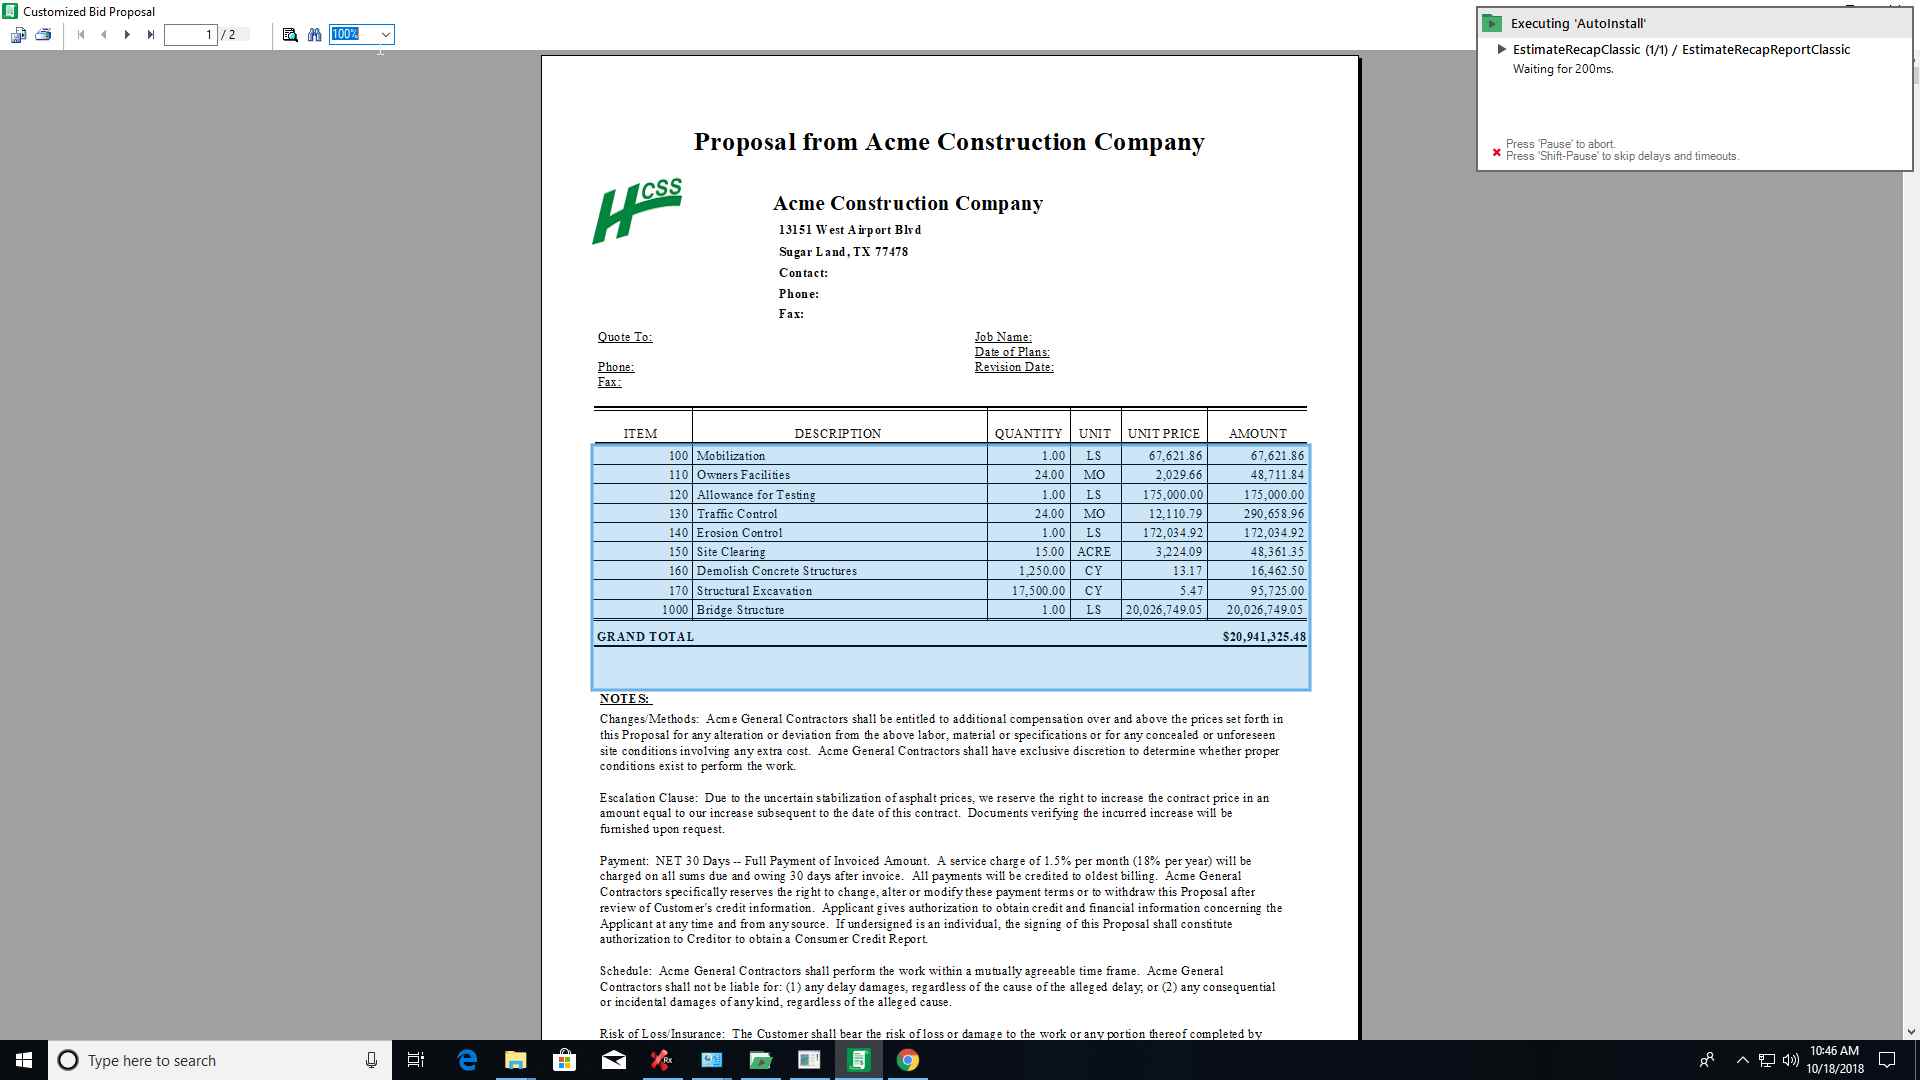 Customized Bid Proposal
1 / 2
100%
Executing 'AutoInstall'
EstimateRecapClassic (1/1) / EstimateRecapReportClassic
Waiting for 200ms.
Press 'Pause' to abort.
Press 'Shift-Pause' to skip delays and timeouts.
Proposal from Acme Construction Company
HCSS
Acme Construction Company
13151 West Airport Blvd
Sugar Land, TX 77478
Contact:
Phone:
Fax:
Quote To: Job Name:
Date of Plans:
Phone: Revision Date:
Fax:
ITEM DESCRIPTION QUANTITY UNIT UNIT PRICE AMOUNT
100 Mobilization 1.00 LS 67,621.86 67,621.86
110 Owners Facilities 24.00 MO 2,029.66 48,711.84
120 Allowance for Testing 1.00 LS 175,000.00 175,000.00
130 Traffic Control 24.00 MO 12,110.79 290,658.96
140 Erosion Control 1.00 LS 172,034.92 172,034.92
150 Site Clearing 15.00 ACRE 3,224.09 48,361.35
160 Demolish Concrete Structures 1,250.00 CY 13.17 16,462.50
170 Structural Excavation 17,500.00 CY 5.47 95,725.00
1000 Bridge Structure 1.00 LS 20,026,749.05 20,026,749.05
GRAND TOTAL $20,941,325.48
NOTES:
Changes/Methods: Acme General Contractors shall be entitled to additional compensation over and above the prices set forth in
this Proposal for any alteration or deviation from the above labor, material or specifications or for any concealed or unforeseen
site conditions involving any extra cost. Acme General Contractors shall have exclusive discretion to determine whether proper
conditions exist to perform the work.
Escalation Clause: Due to the uncertain stabilization of asphalt prices, we reserve the right to increase the contract price in an
amount equal to our increase subsequent to the date of this contract. Documents verifying the incurred increase will be
furnished upon request.
Payment: NET 30 Days -- Full Payment of Invoiced Amount. A service charge of 1.5% per month (18% per year) will be
charged on all sums due and owing 30 days after invoice. All payments will be credited to oldest billing. Acme General
Contractors specifically reserves the right to change, alter or modify these payment terms or to withdraw this Proposal after
review of Customer's credit information. Applicant gives authorization to obtain credit and financial information concerning the
Applicant at any time and from any source. If undersigned is an individual, the signing of this Proposal shall constitute
authorization to Creditor to obtain a Consumer Credit Report.
Schedule: Acme General Contractors shall perform the work within a mutually agreeable time frame. Acme General
Contractors shall not be liable for: (1) any delay damages, regardless of the cause of the alleged delay; or (2) any consequential
or incidental damages of any kind, regardless of the alleged cause.
Risk of Loss/Insurance: The Customer shall bear the risk of loss or damage to the work or any portion thereof completed by
Type here to search
Rx
10:46 AM
10/18/2018